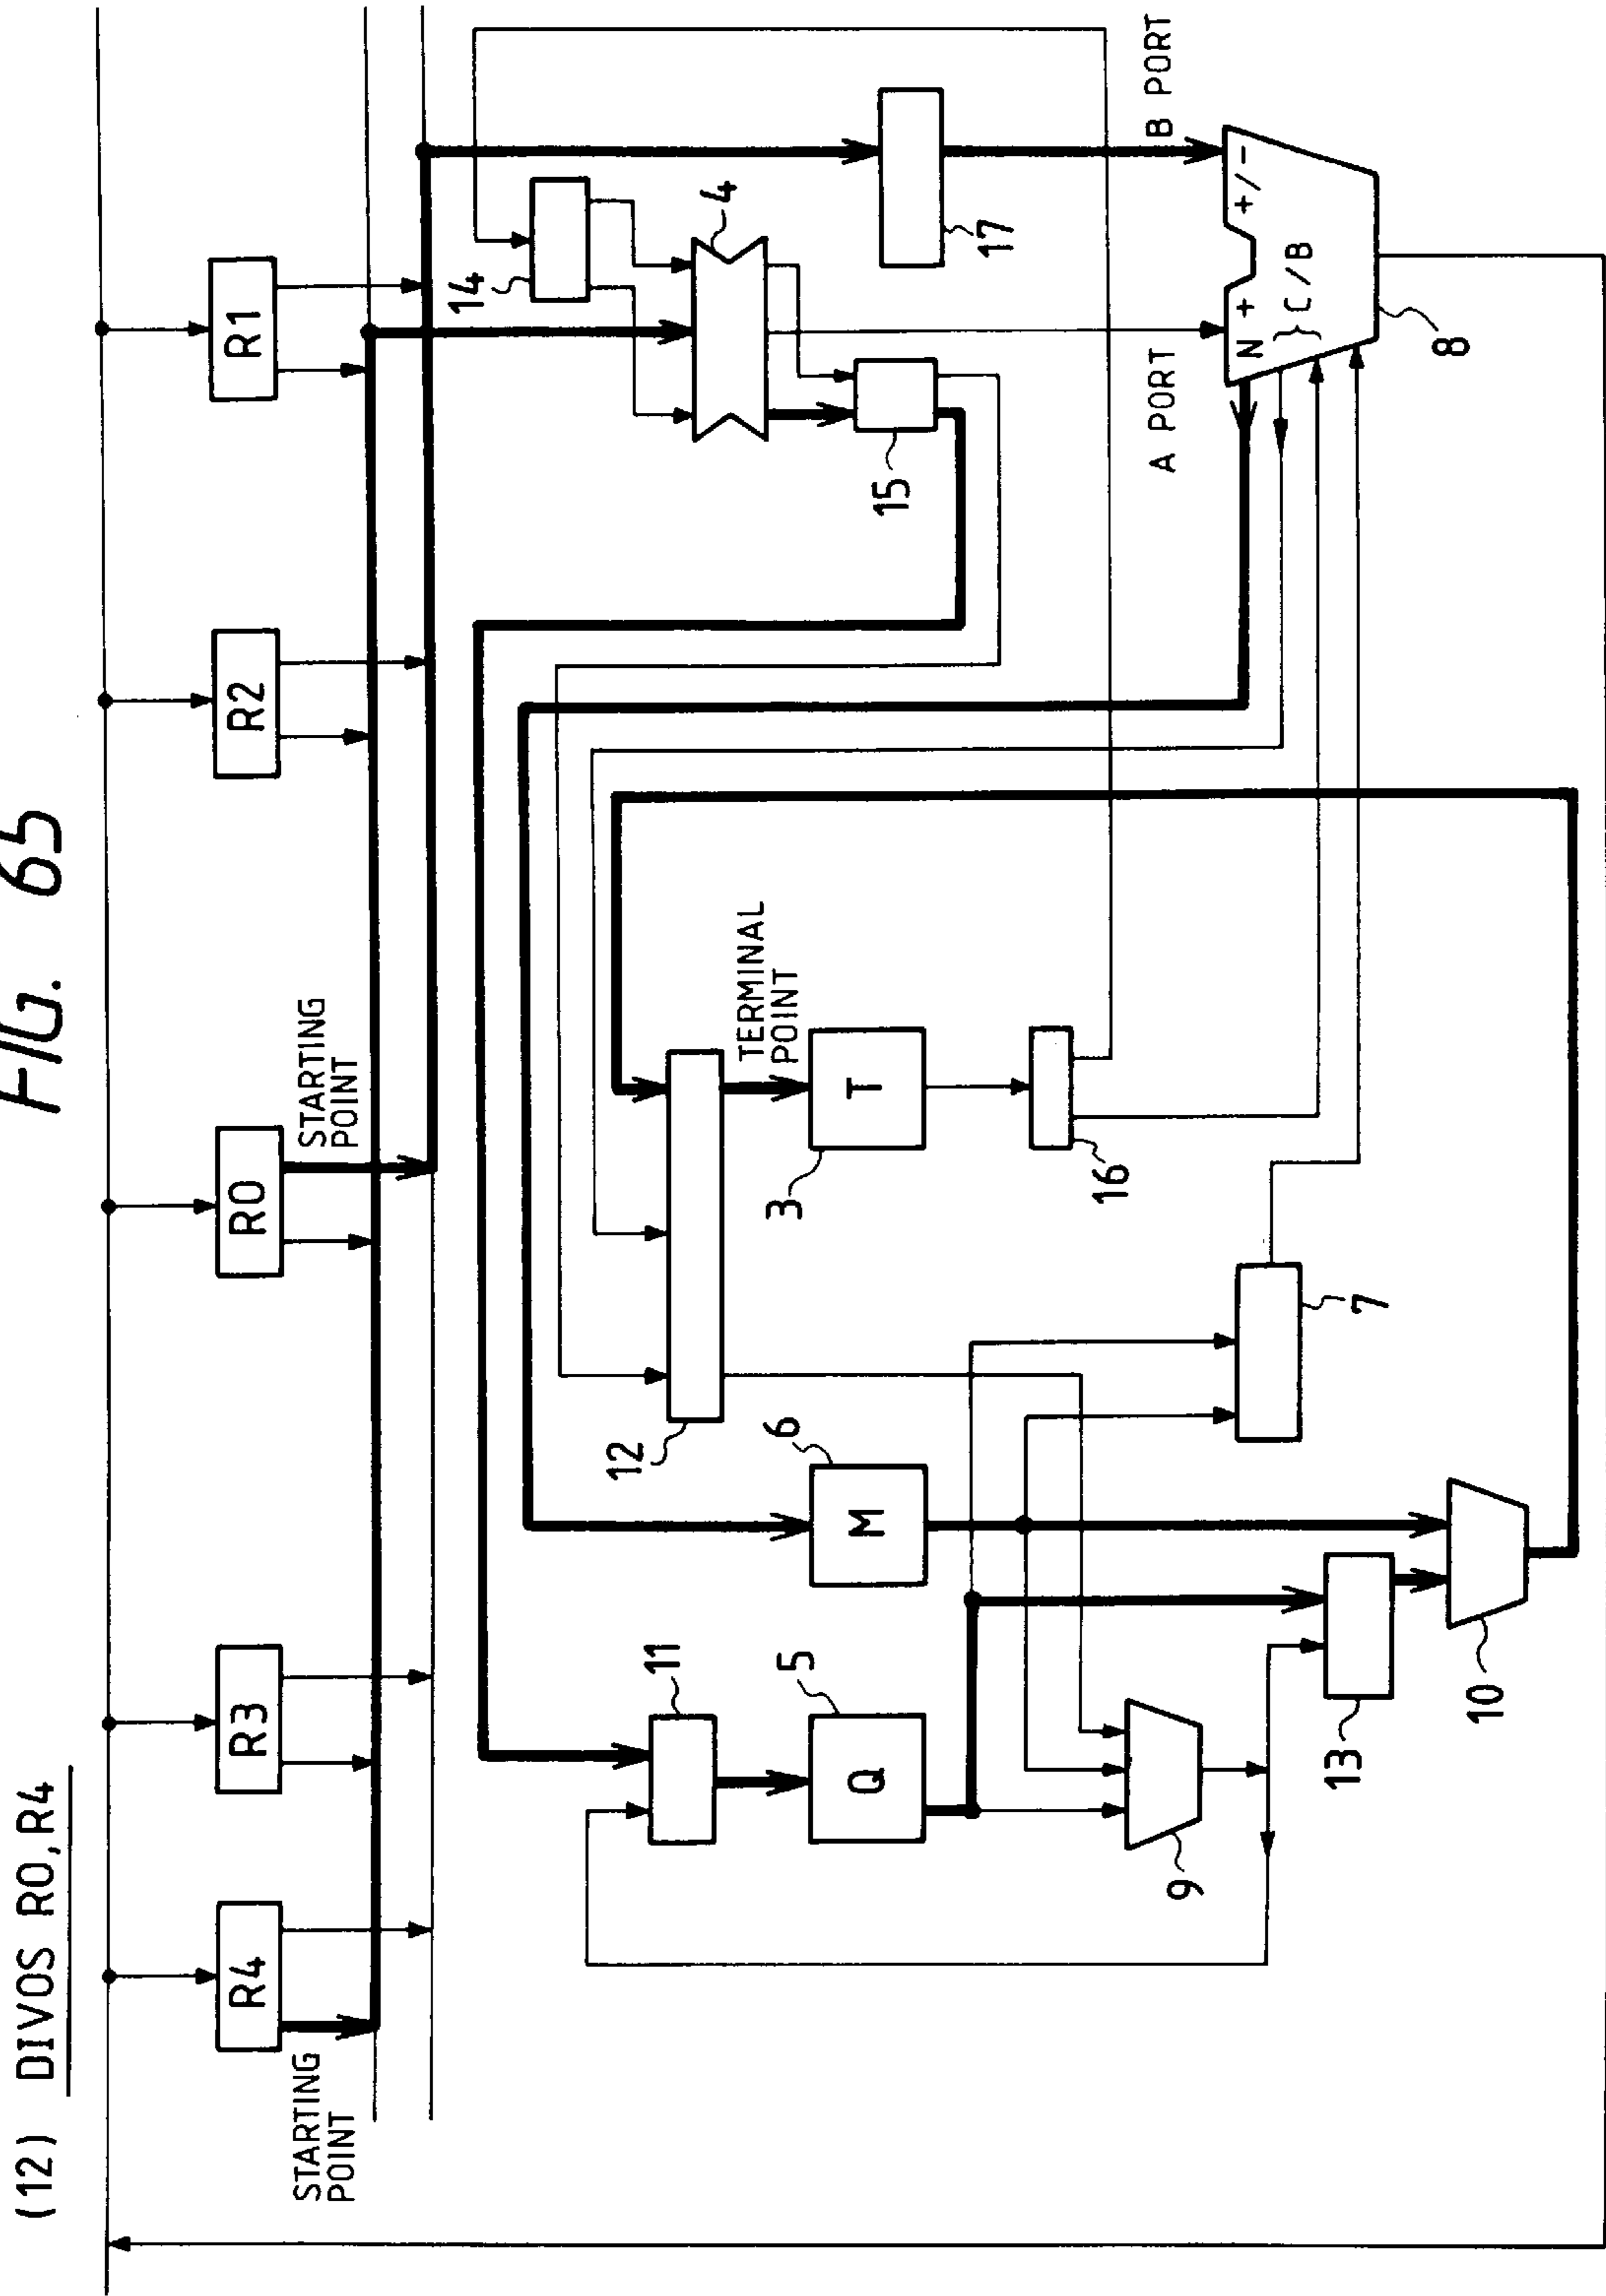 FIG. 65
(12) DIVOS R0,R4
R4
R3
R0
R2
R1
STARTING
POINT
STARTING
POINT
14
4
12
11
6
15
17
TERMINAL
POINT
5
Q
M
3
T
16
A PORT
B PORT
9
7
N + +/-
} C/B
13
10
8